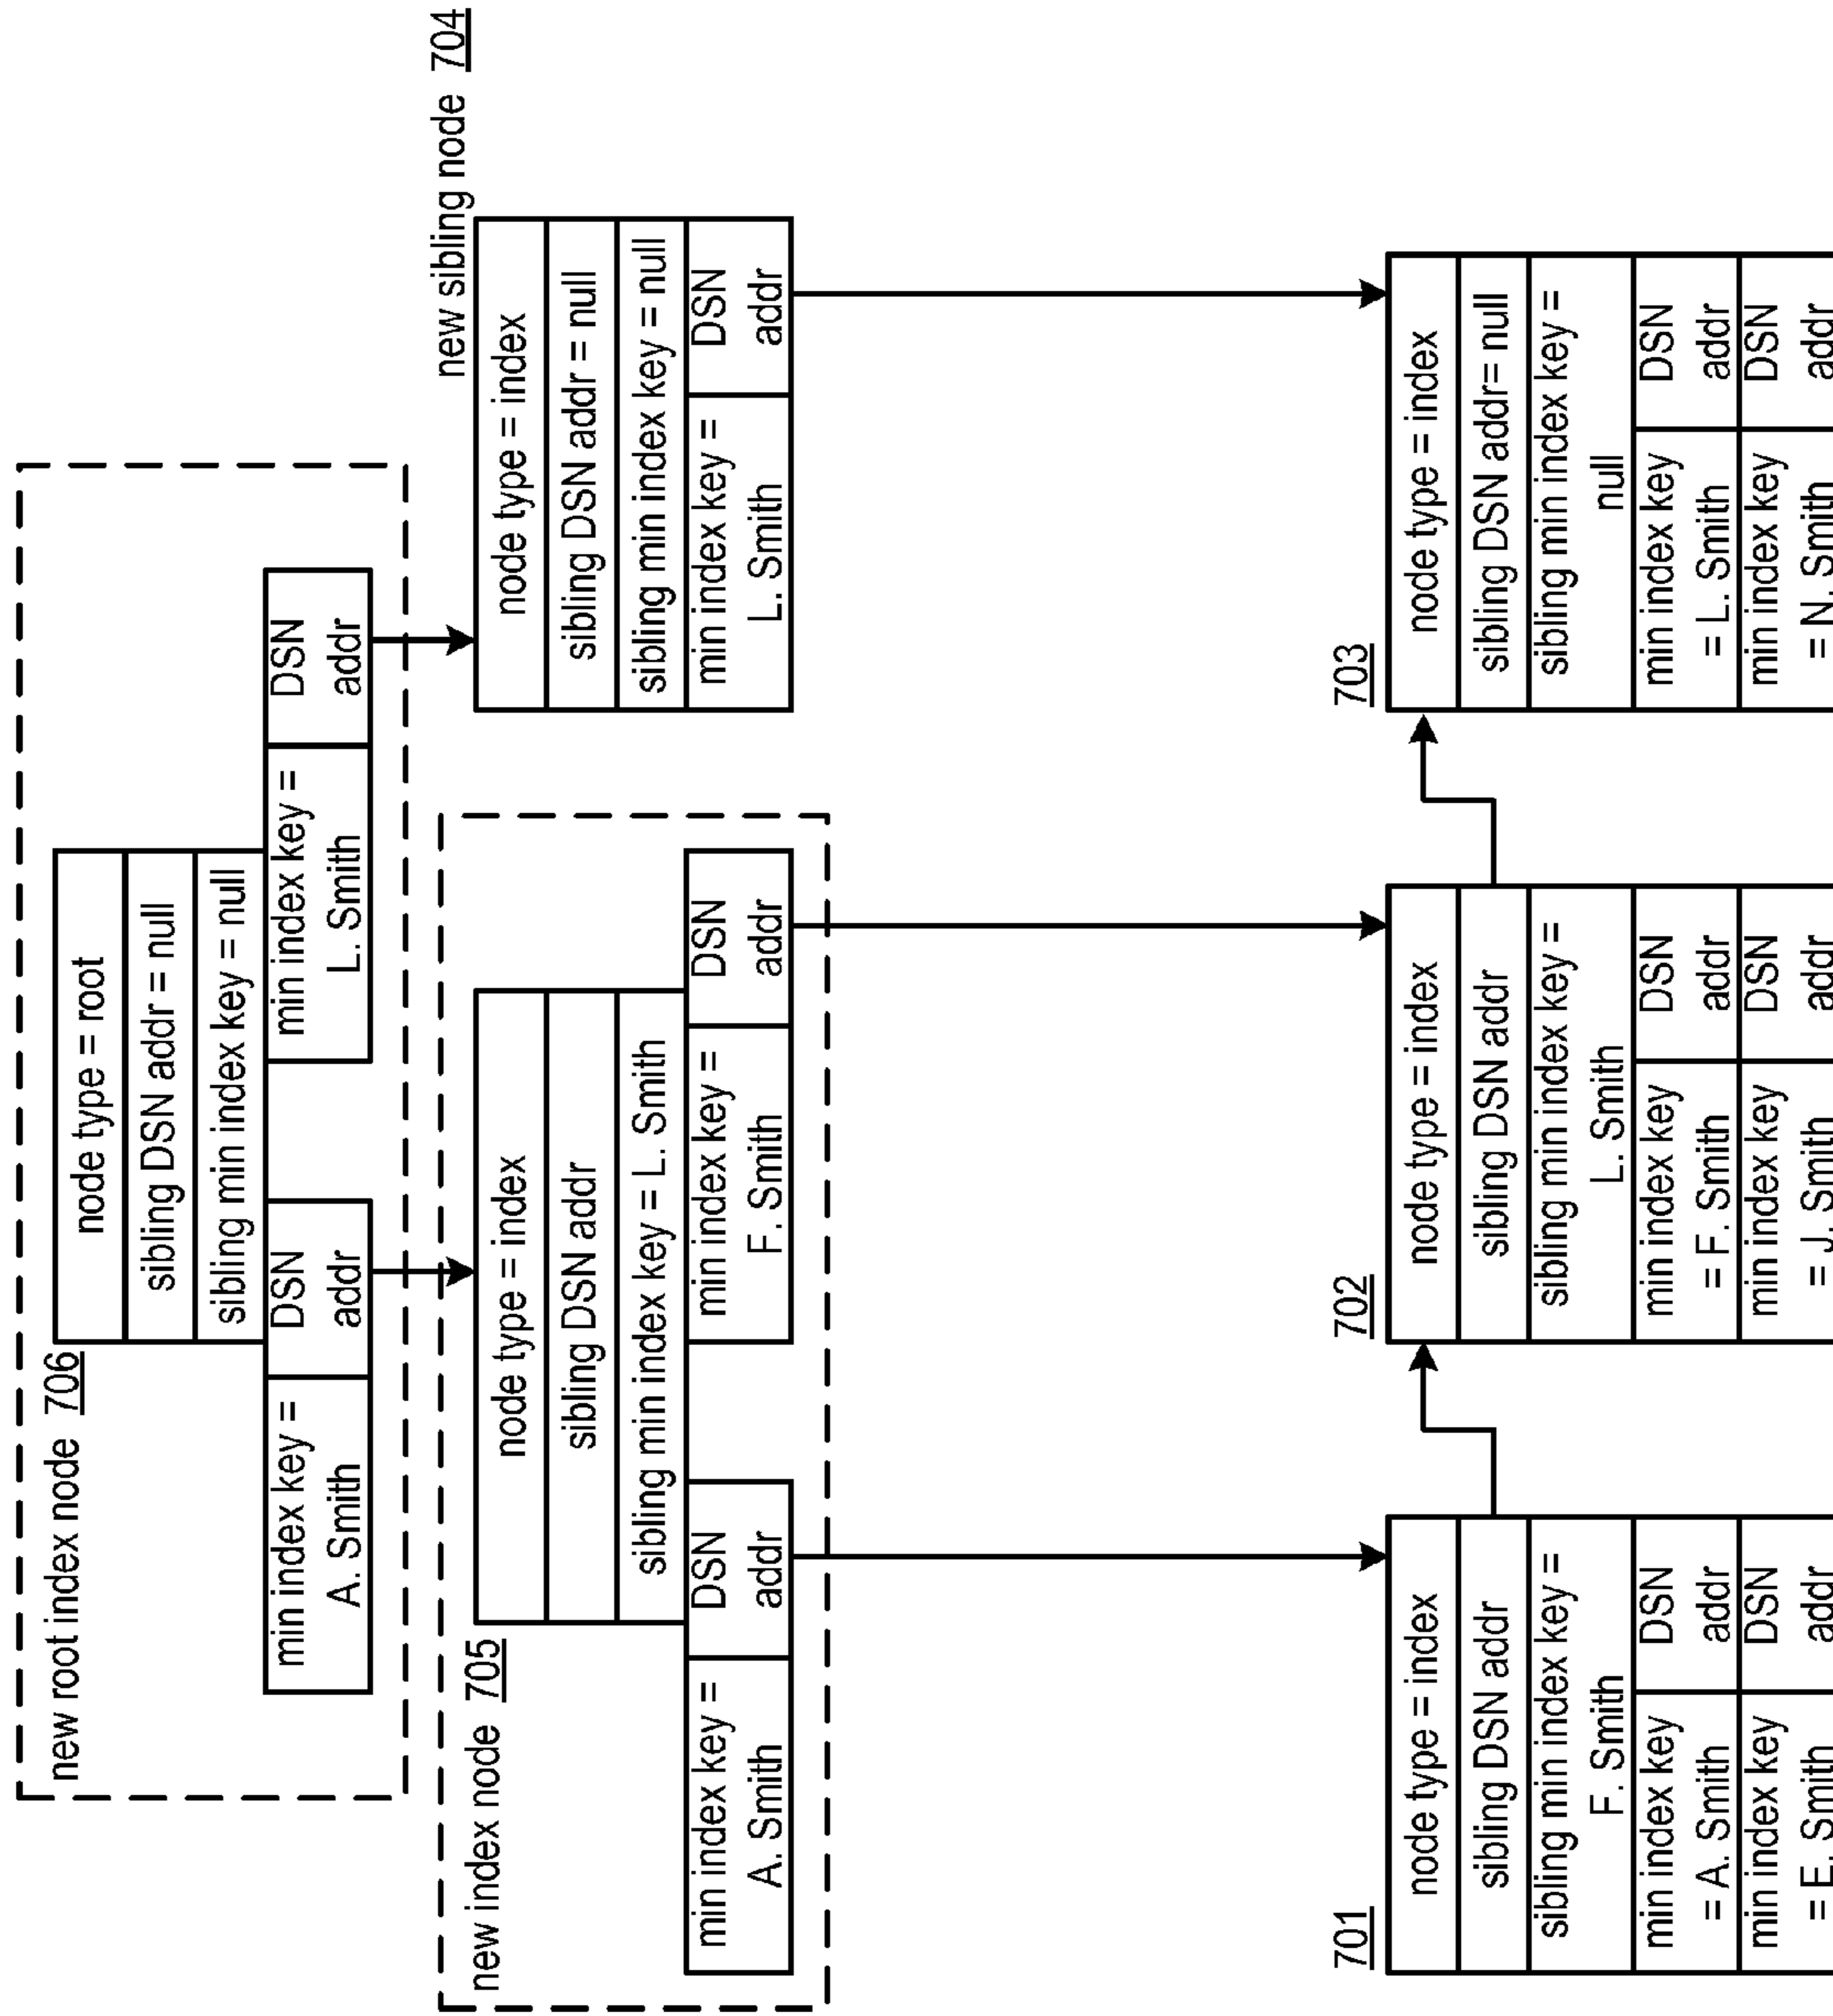 new root index node 706
node type = root
sibling DSN addr = null
sibling min index key = null
min index key =
A. Smith
DSN
addr
min index key =
L. Smith
DSN
addr
new index node 705
node type = index
sibling DSN addr
sibling min index key = L. Smith
min index key =
A. Smith
DSN
addr
min index key =
F. Smith
DSN
addr
new sibling node 704
node type = index
sibling DSN addr = null
sibling min index key = null
min index key =
L. Smith
DSN
addr
701
node type = index
sibling DSN addr
sibling min index key =
F. Smith
min index key
= A. Smith
DSN
addr
min index key
= E. Smith
DSN
addr
702
node type = index
sibling DSN addr
sibling min index key =
L. Smith
min index key
= F. Smith
DSN
addr
min index key
= J. Smith
DSN
addr
703
node type = index
sibling DSN addr= null
sibling min index key =
null
min index key
= L. Smith
DSN
addr
min index key
= N. Smith
DSN
addr